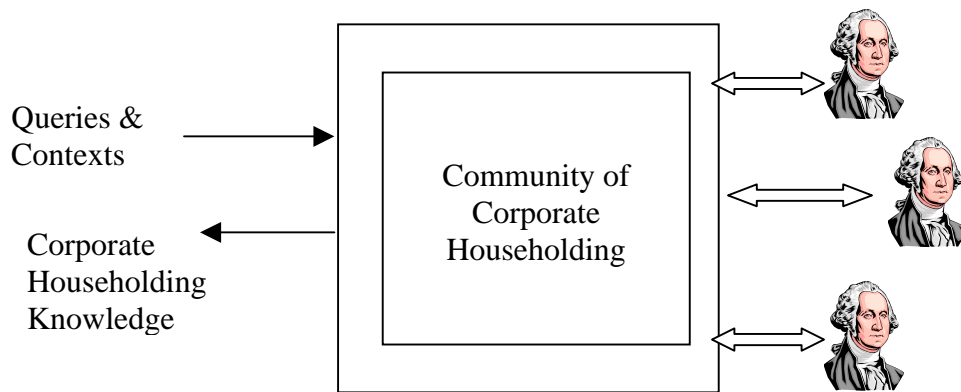 Queries &
Contexts
Corporate
Householding
Knowledge
Community of
Corporate
Householding